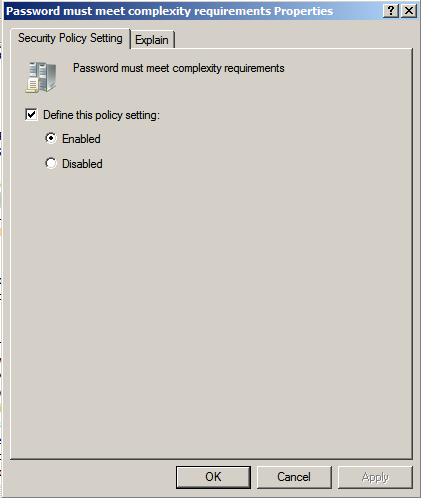 Password must meet complexity requirements Properties
Security Policy Setting
Explain
Password must meet complexity requirements
Define this policy setting:
Enabled
Disabled
OK
Cancel
Apply